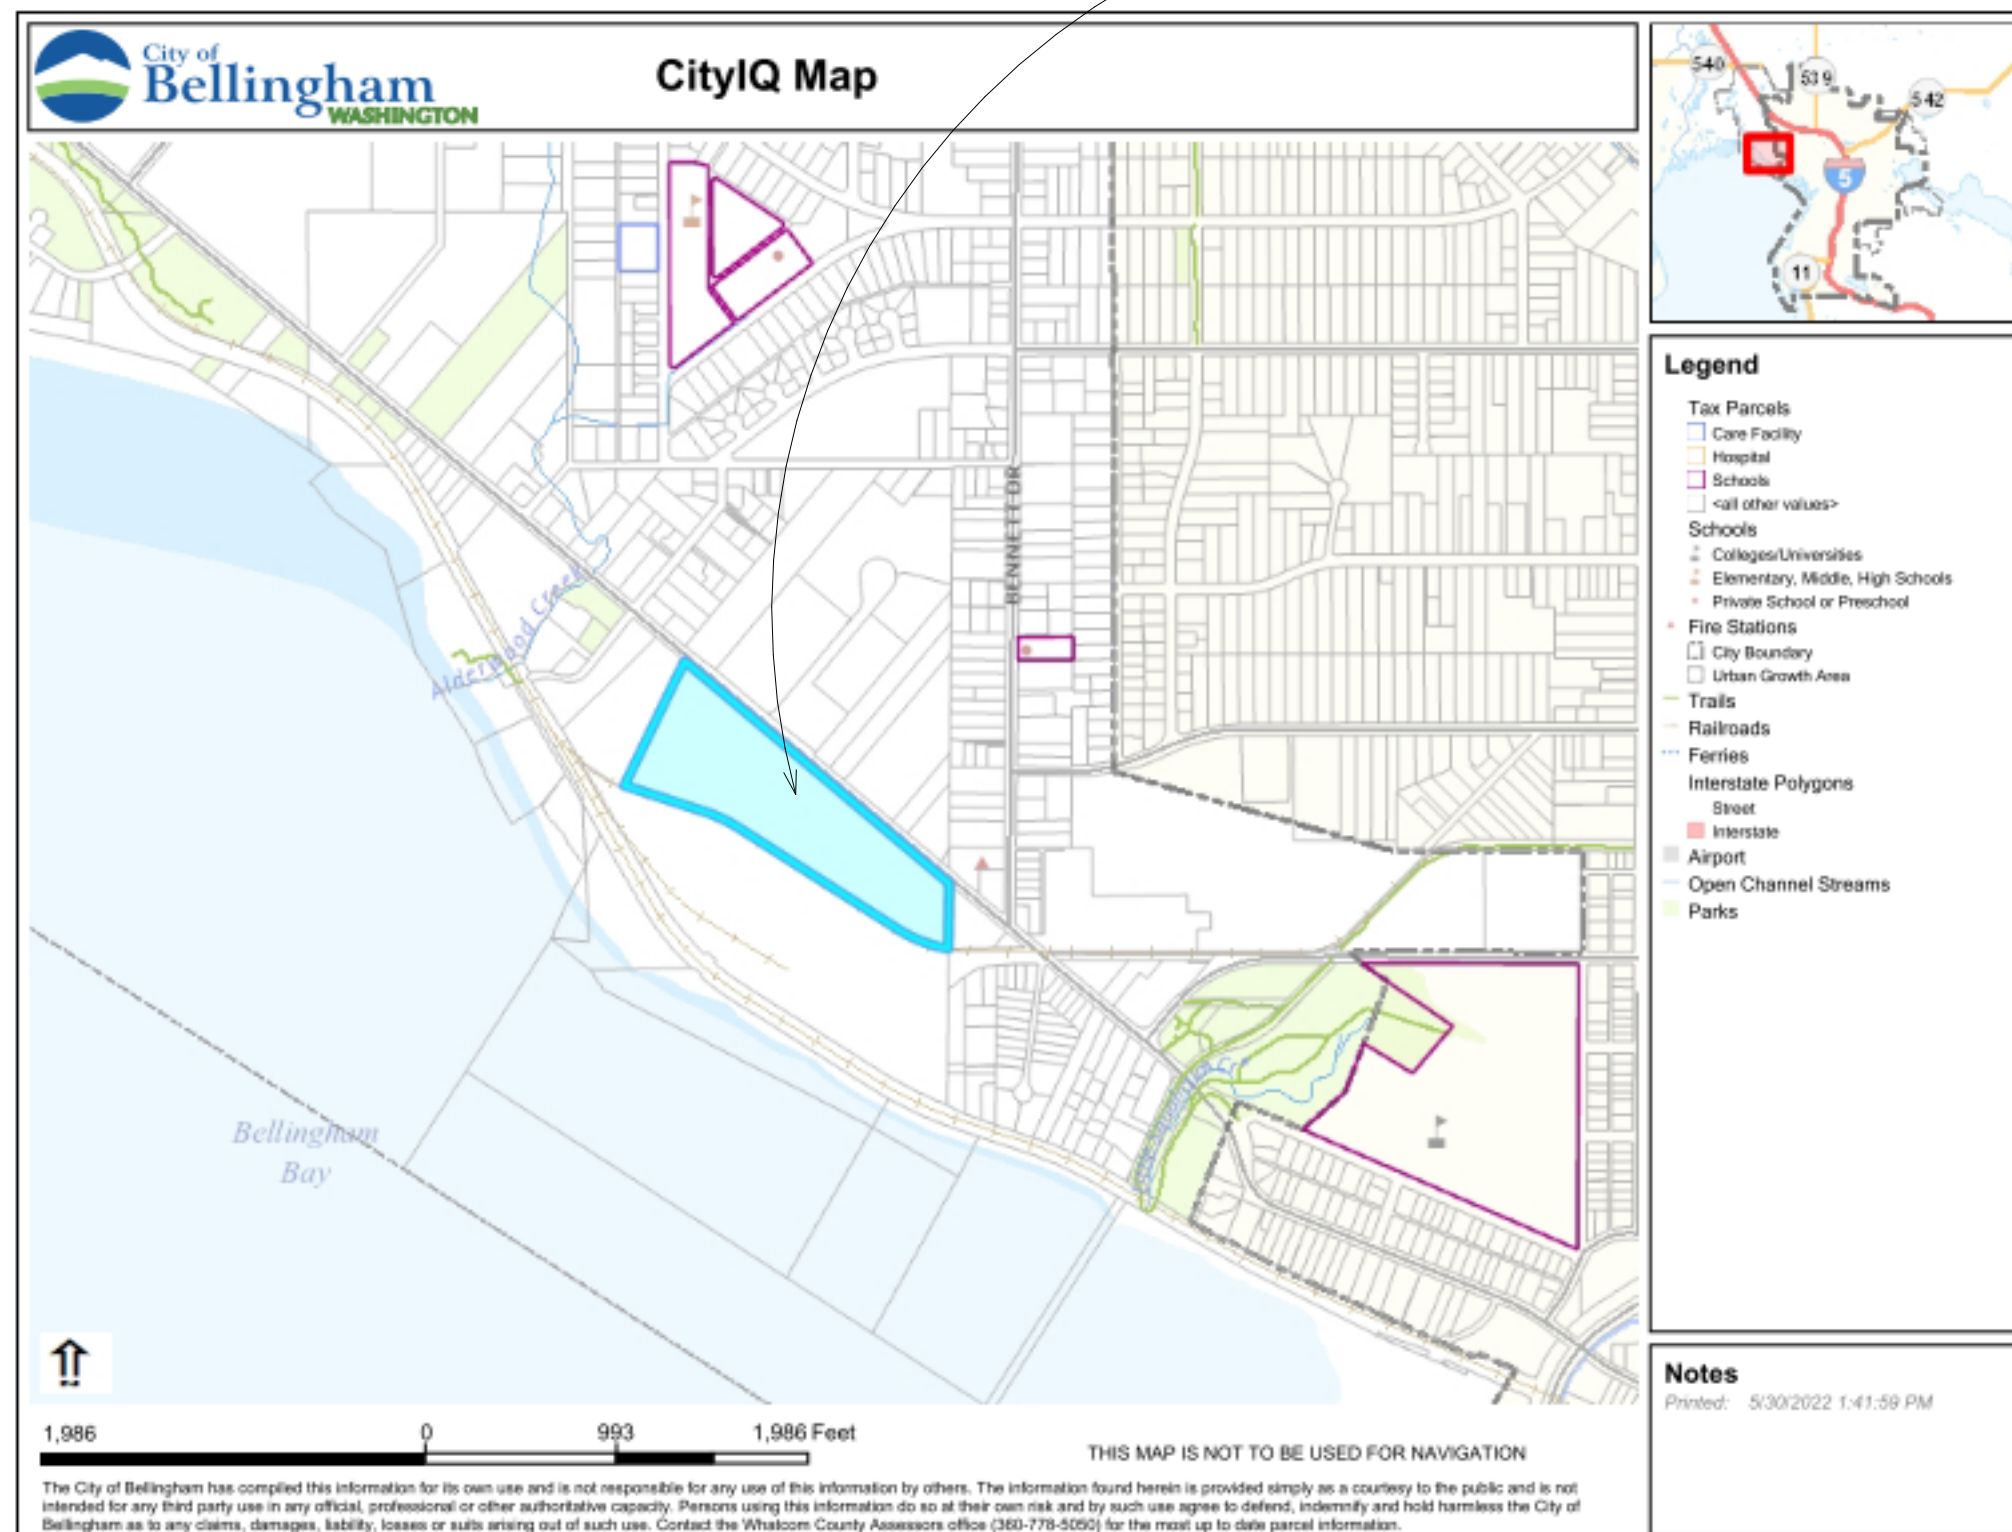 City of
Bellingham
WASHINGTON
CityIQ Map
540
539
542
5
11
BENNETT DR
Alderwood Creek
Bellingham
Bay
Legend
Tax Parcels
Care Facility
Hospital
Schools
<all other values>
Schools
Colleges/Universities
Elementary, Middle, High Schools
Private School or Preschool
Fire Stations
City Boundary
Urban Growth Area
Trails
Railroads
Ferries
Interstate Polygons
Street
Interstate
Airport
Open Channel Streams
Parks
Notes
Printed: 5/30/2022 1:41:59 PM
1,986 0 993 1,986 Feet
THIS MAP IS NOT TO BE USED FOR NAVIGATION
The City of Bellingham has compiled this information for its own use and is not responsible for any use of this information by others. The information found herein is provided simply as a courtesy to the public and is not
intended for any third party use in any official, professional or other authoritative capacity. Persons using this information do so at their own risk and by such use agree to defend, indemnify and hold harmless the City of
Bellingham as to any claims, damages, liability, losses or suits arising out of such use. Contact the Whatcom County Assessors office (360-778-5050) for the most up to date parcel information.